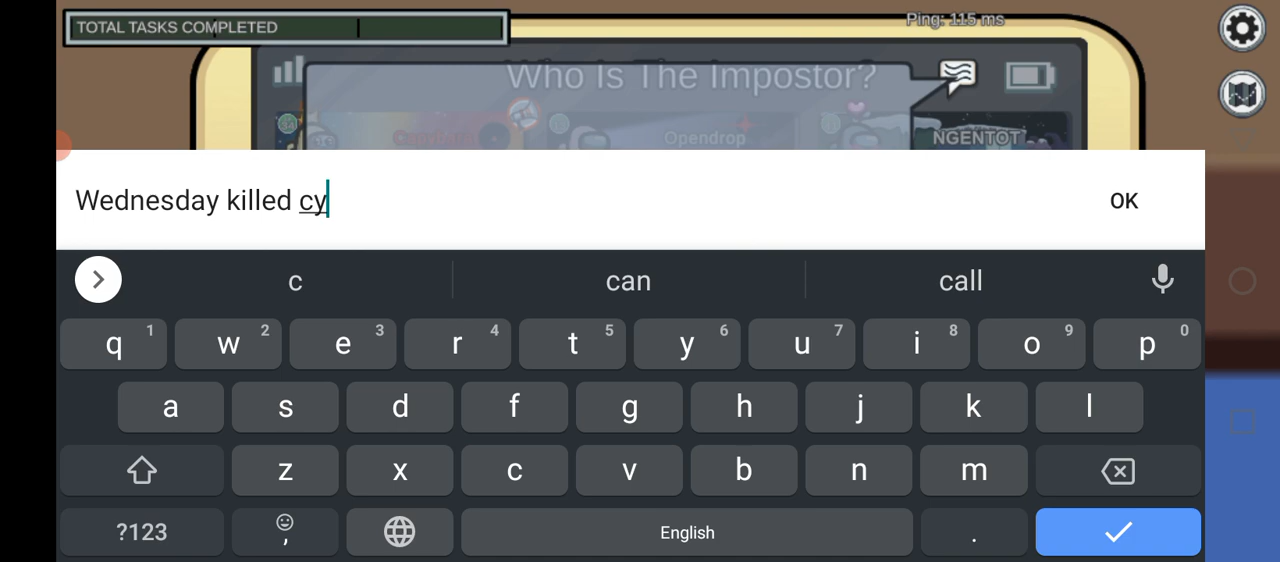 TOTAL TASKS COMPLETED
Ping: 115 ms
Who Is The Impostor?
Opendrop
NGENTOT
Wednesday killed cy
OK
c can call
q 1 w 2 e 3 r 4 t 5 y 6 u 7 i 8 o 9 p 0
a s d f g h j k l
z x c v b n m
?123 , English .